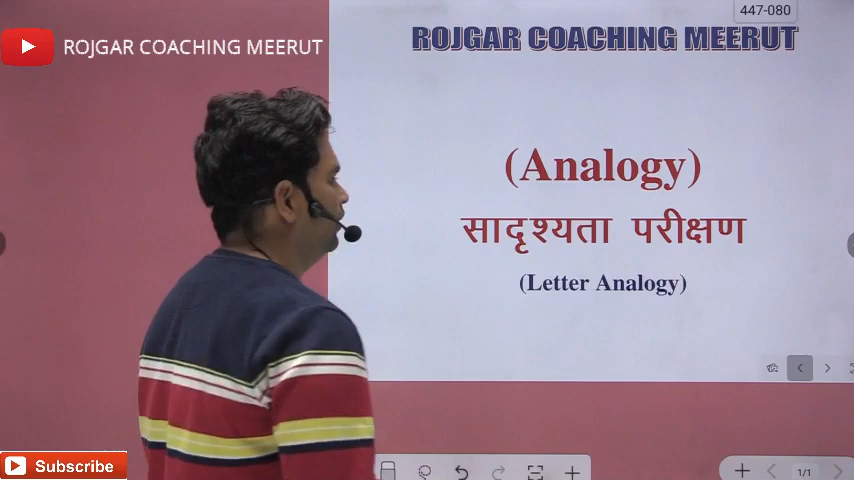 447-080
ROJGAR COACHING MEERUT
ROJGAR COACHING MEERUT
(Analogy)
सादृश्यता परीक्षण
(Letter Analogy)
1/1
Subscribe